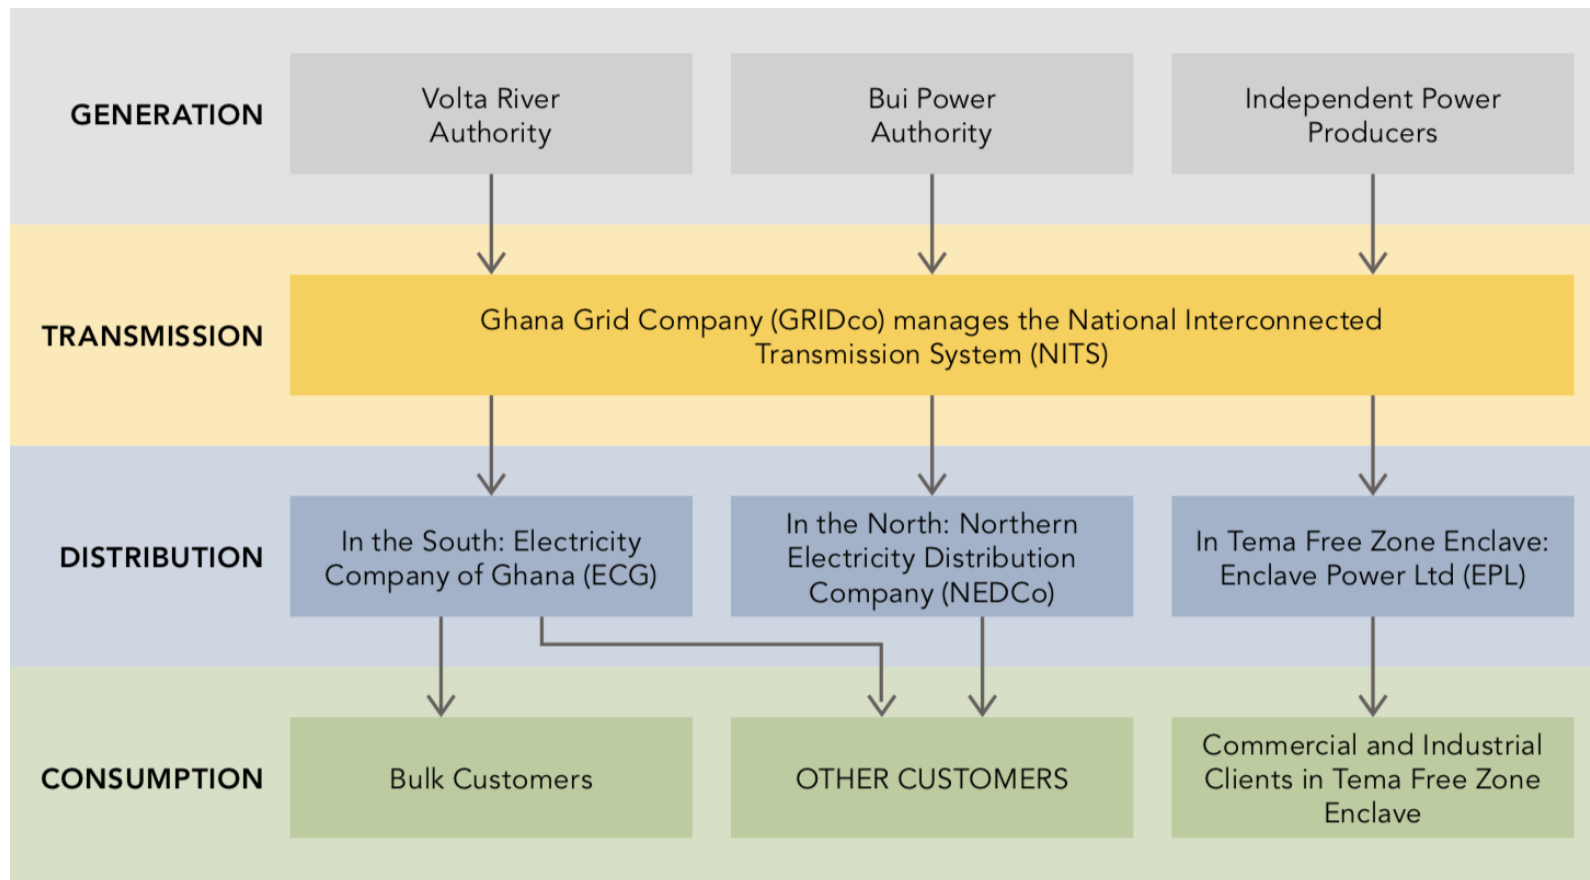 GENERATION
Volta River
Authority
Bui Power
Authority
Independent Power
Producers
TRANSMISSION
Ghana Grid Company (GRIDco) manages the National Interconnected
Transmission System (NITS)
DISTRIBUTION
In the South: Electricity
Company of Ghana (ECG)
In the North: Northern
Electricity Distribution
Company (NEDCo)
In Tema Free Zone Enclave:
Enclave Power Ltd (EPL)
CONSUMPTION
Bulk Customers
OTHER CUSTOMERS
Commercial and Industrial
Clients in Tema Free Zone
Enclave